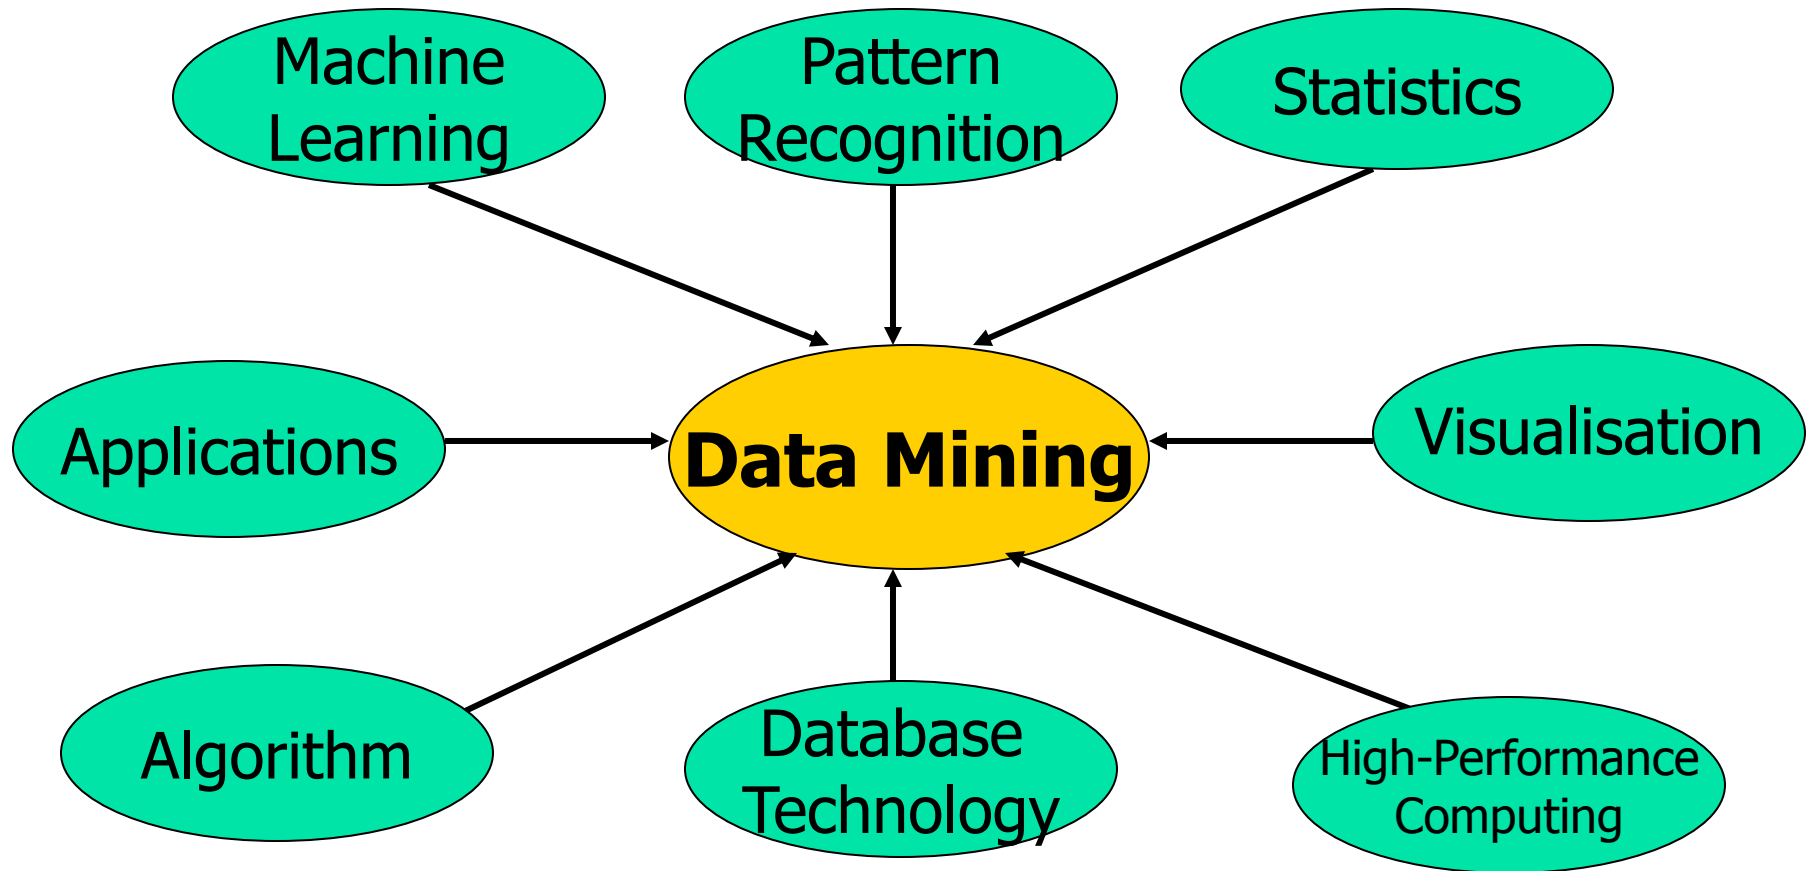 Machine
Learning
Pattern
Recognition
Statistics
Applications
Data Mining
Visualisation
Algorithm
Database
Technology
High-Performance
Computing